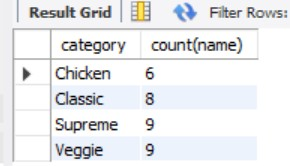 Result Grid Filter Rows:
category count(name)
Chicken 6
Classic 8
Supreme 9
Veggie 9